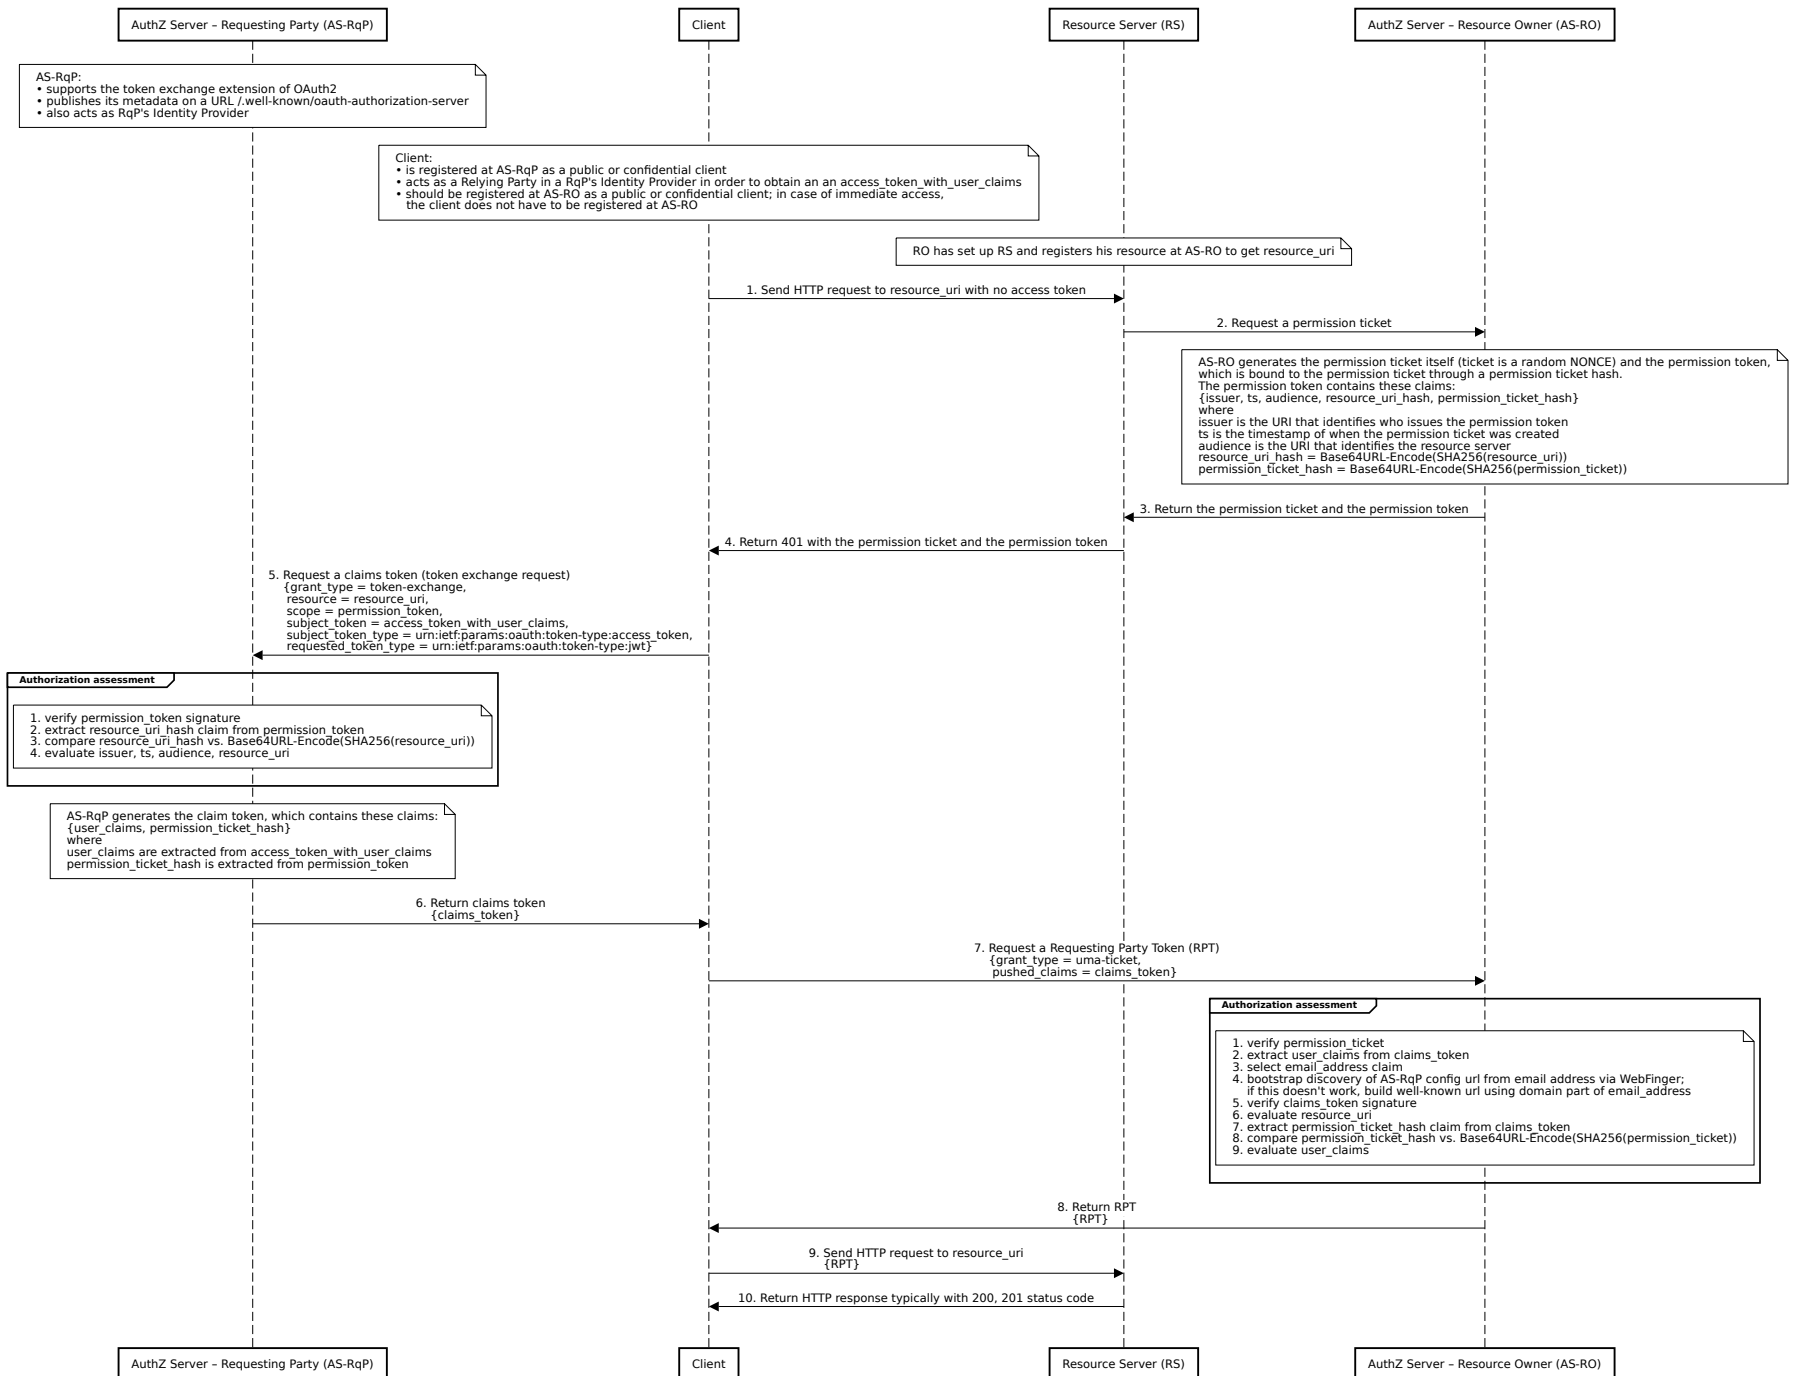 AuthZ Server – Requesting Party (AS-RqP)
Client
Resource Server (RS)
AuthZ Server – Resource Owner (AS-RO)
AS-RqP:
• supports the token exchange extension of OAuth2
• publishes its metadata on a URL /.well-known/oauth-authorization-server
• also acts as RqP's Identity Provider
Client:
• is registered at AS-RqP as a public or confidential client
• acts as a Relying Party in a RqP's Identity Provider in order to obtain an an access_token_with_user_claims
• should be registered at AS-RO as a public or confidential client; in case of immediate access,
the client does not have to be registered at AS-RO
RO has set up RS and registers his resource at AS-RO to get resource_uri
1. Send HTTP request to resource_uri with no access token
2. Request a permission ticket
AS-RO generates the permission ticket itself (ticket is a random NONCE) and the permission token,
which is bound to the permission ticket through a permission ticket hash.
The permission token contains these claims:
{issuer, ts, audience, resource_uri_hash, permission_ticket_hash}
where
issuer is the URI that identifies who issues the permission token
ts is the timestamp of when the permission ticket was created
audience is the URI that identifies the resource server
resource_uri_hash = Base64URL-Encode(SHA256(resource_uri))
permission_ticket_hash = Base64URL-Encode(SHA256(permission_ticket))
3. Return the permission ticket and the permission token
4. Return 401 with the permission ticket and the permission token
5. Request a claims token (token exchange request)
{grant_type = token-exchange,
resource = resource_uri,
scope = permission_token,
subject_token = access_token_with_user_claims,
subject_token_type = urn:ietf:params:oauth:token-type:access_token,
requested_token_type = urn:ietf:params:oauth:token-type:jwt}
Authorization assessment
1. verify permission_token signature
2. extract resource_uri_hash claim from permission_token
3. compare resource_uri_hash vs. Base64URL-Encode(SHA256(resource_uri))
4. evaluate issuer, ts, audience, resource_uri
AS-RqP generates the claim token, which contains these claims:
{user_claims, permission_ticket_hash}
where
user_claims are extracted from access_token_with_user_claims
permission_ticket_hash is extracted from permission_token
6. Return claims token
{claims_token}
7. Request a Requesting Party Token (RPT)
{grant_type = uma-ticket,
pushed_claims = claims_token}
Authorization assessment
1. verify permission_ticket
2. extract user_claims from claims_token
3. select email_address claim
4. bootstrap discovery of AS-RqP config url from email address via WebFinger;
if this doesn't work, build well-known url using domain part of email_address
5. verify claims_token signature
6. evaluate resource_uri
7. extract permission_ticket_hash claim from claims_token
8. compare permission_ticket_hash vs. Base64URL-Encode(SHA256(permission_ticket))
9. evaluate user_claims
8. Return RPT
{RPT}
9. Send HTTP request to resource_uri
{RPT}
10. Return HTTP response typically with 200, 201 status code
AuthZ Server – Requesting Party (AS-RqP)
Client
Resource Server (RS)
AuthZ Server – Resource Owner (AS-RO)